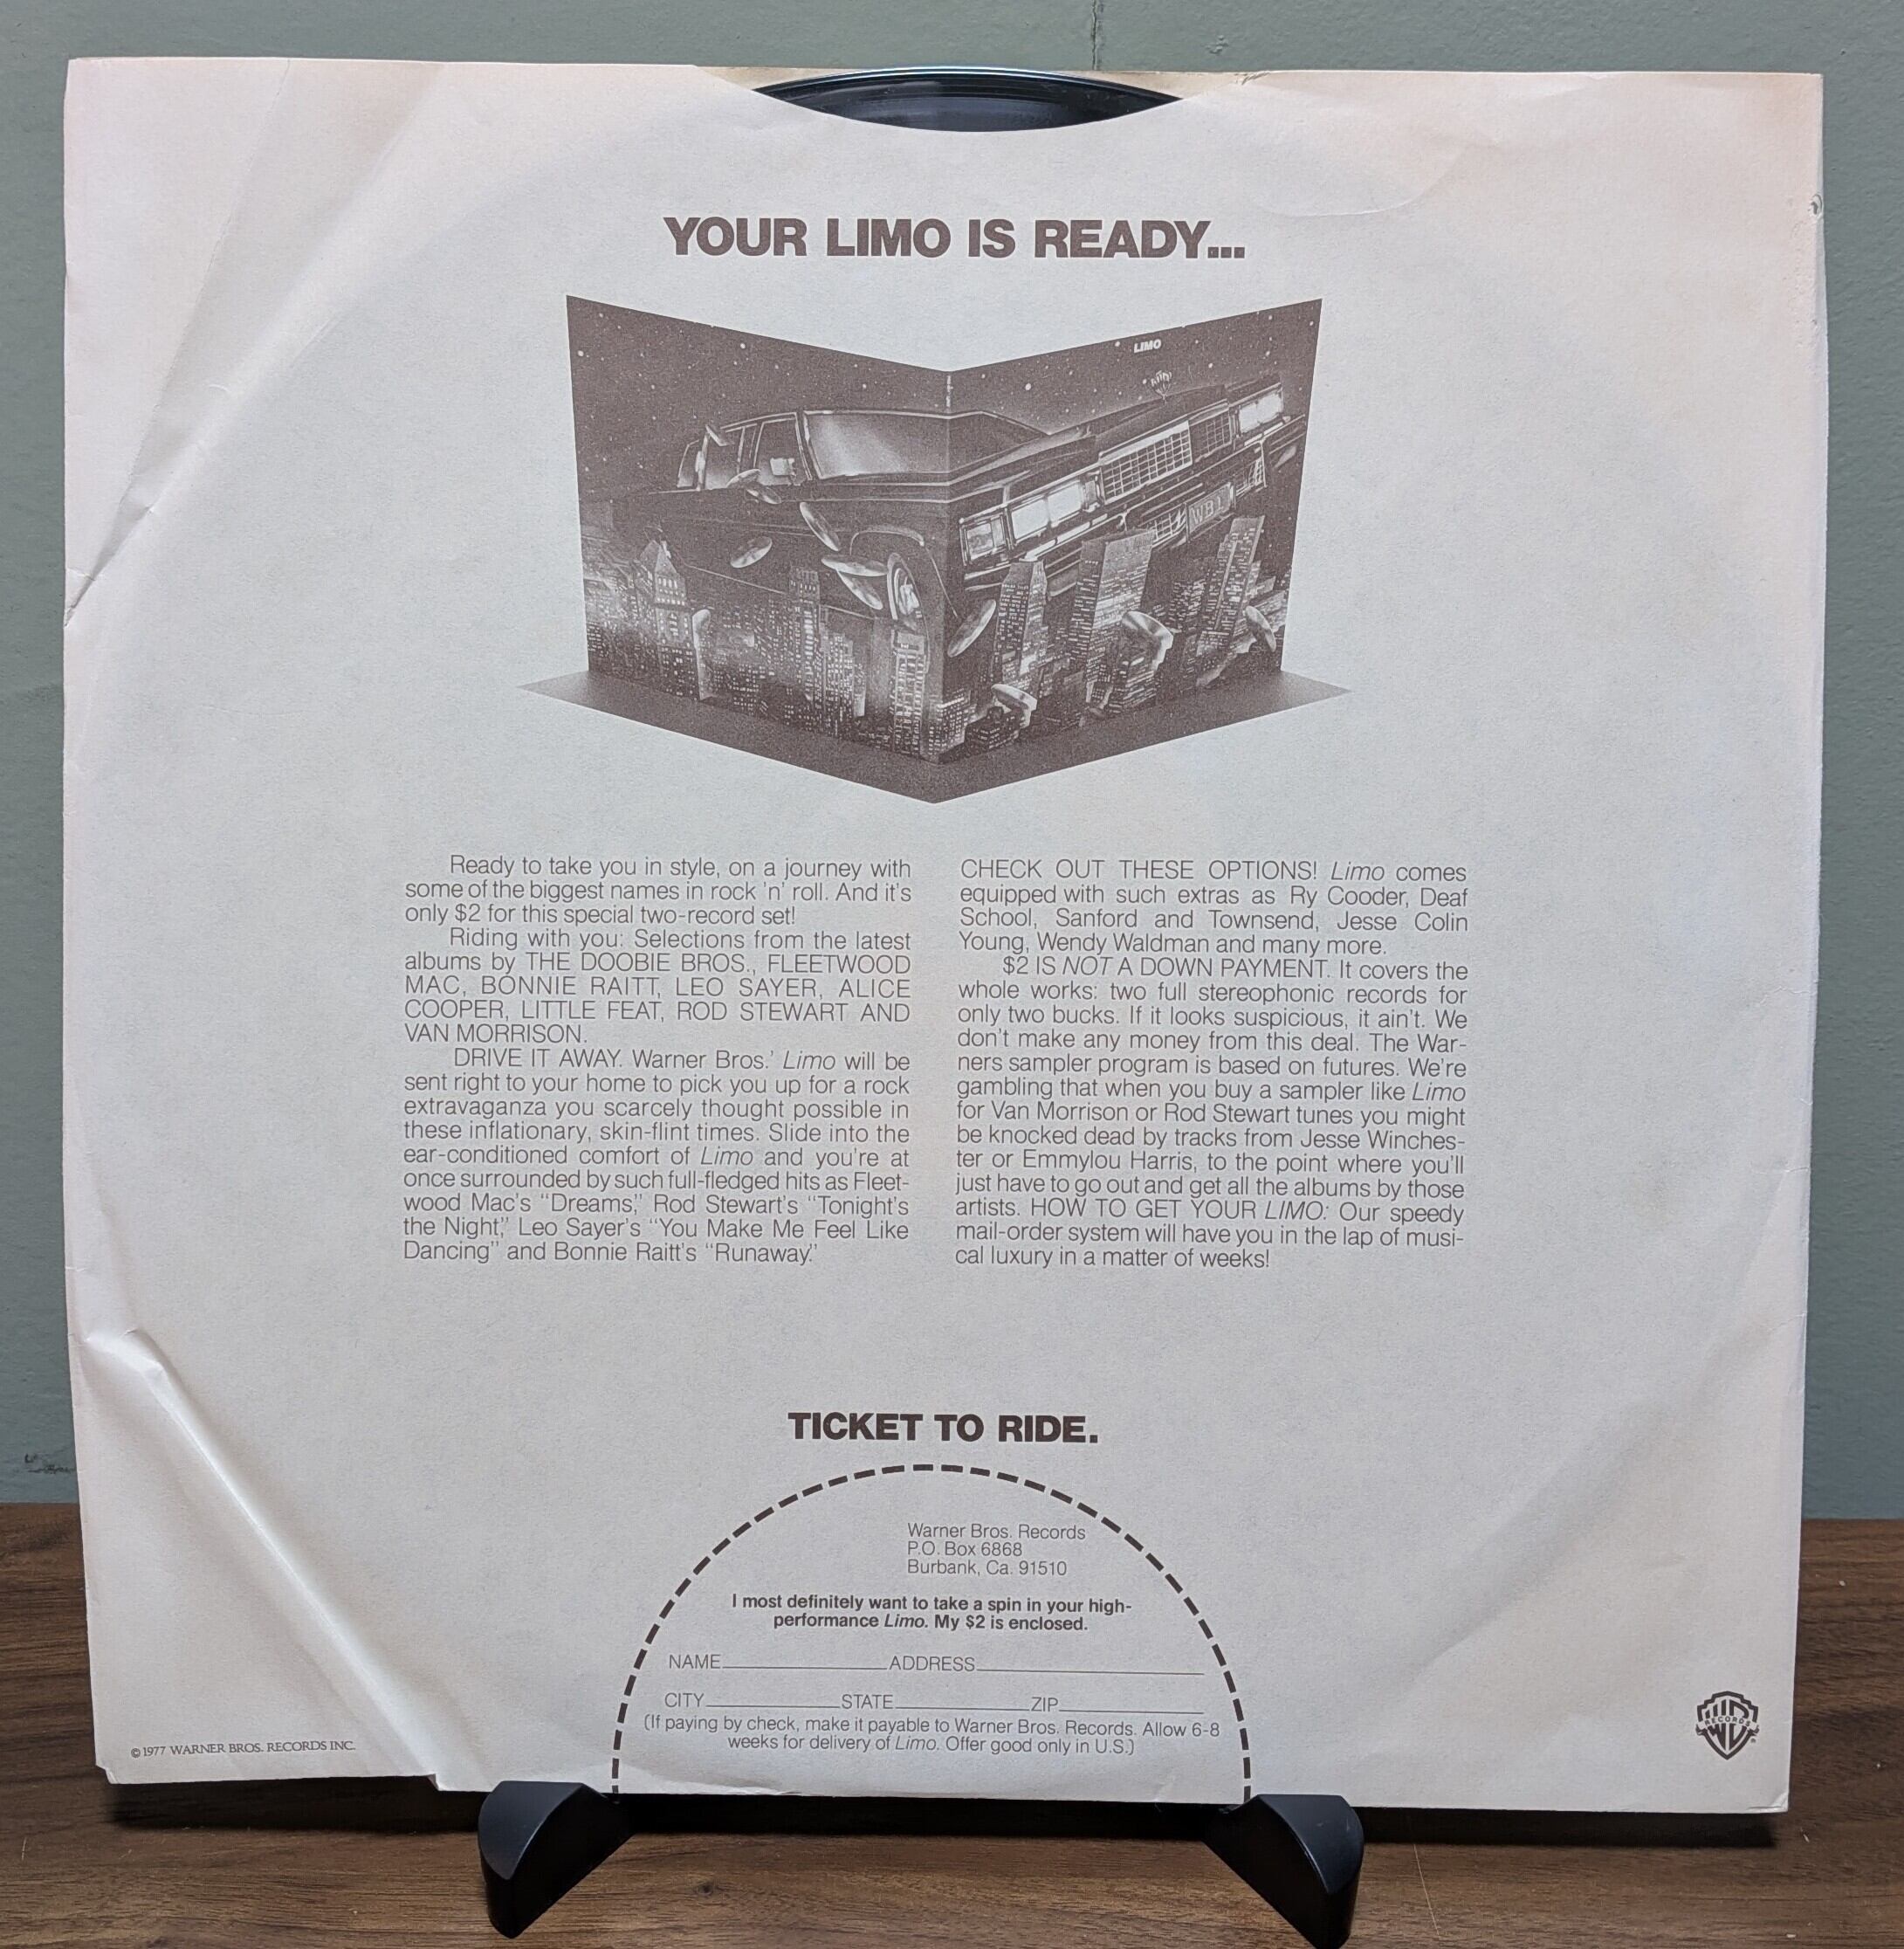 YOUR LIMO IS READY...
LIMO
Ready to take you in style, on a journey with
some of the biggest names in rock 'n' roll. And it's
only $2 for this special two-record set!
Riding with you: Selections from the latest
albums by THE DOOBIE BROS., FLEETWOOD
MAC, BONNIE RAITT, LEO SAYER, ALICE
COOPER, LITTLE FEAT, ROD STEWART AND
VAN MORRISON.
DRIVE IT AWAY. Warner Bros.' Limo will be
sent right to your home to pick you up for a rock
extravaganza you scarcely thought possible in
these inflationary, skin-flint times. Slide into the
ear-conditioned comfort of Limo and you're at
once surrounded by such full-fledged hits as Fleet-
wood Mac's "Dreams," Rod Stewart's "Tonight's
the Night," Leo Sayer's "You Make Me Feel Like
Dancing" and Bonnie Raitt's "Runaway."
CHECK OUT THESE OPTIONS! Limo comes
equipped with such extras as Ry Cooder, Deaf
School, Sanford and Townsend, Jesse Colin
Young, Wendy Waldman and many more.
$2 IS NOT A DOWN PAYMENT. It covers the
whole works: two full stereophonic records for
only two bucks. If it looks suspicious, it ain't. We
don't make any money from this deal. The War-
ners sampler program is based on futures. We're
gambling that when you buy a sampler like Limo
for Van Morrison or Rod Stewart tunes you might
be knocked dead by tracks from Jesse Winches-
ter or Emmylou Harris, to the point where you'll
just have to go out and get all the albums by those
artists. HOW TO GET YOUR LIMO: Our speedy
mail-order system will have you in the lap of musi-
cal luxury in a matter of weeks!
TICKET TO RIDE.
Warner Bros. Records
P.O. Box 6868
Burbank, Ca. 91510
I most definitely want to take a spin in your high-
performance Limo. My $2 is enclosed.
NAME ADDRESS
CITY STATE ZIP
(If paying by check, make it payable to Warner Bros. Records. Allow 6-8
weeks for delivery of Limo. Offer good only in U.S.)
© 1977 WARNER BROS. RECORDS INC.
WB
RECORDS
®